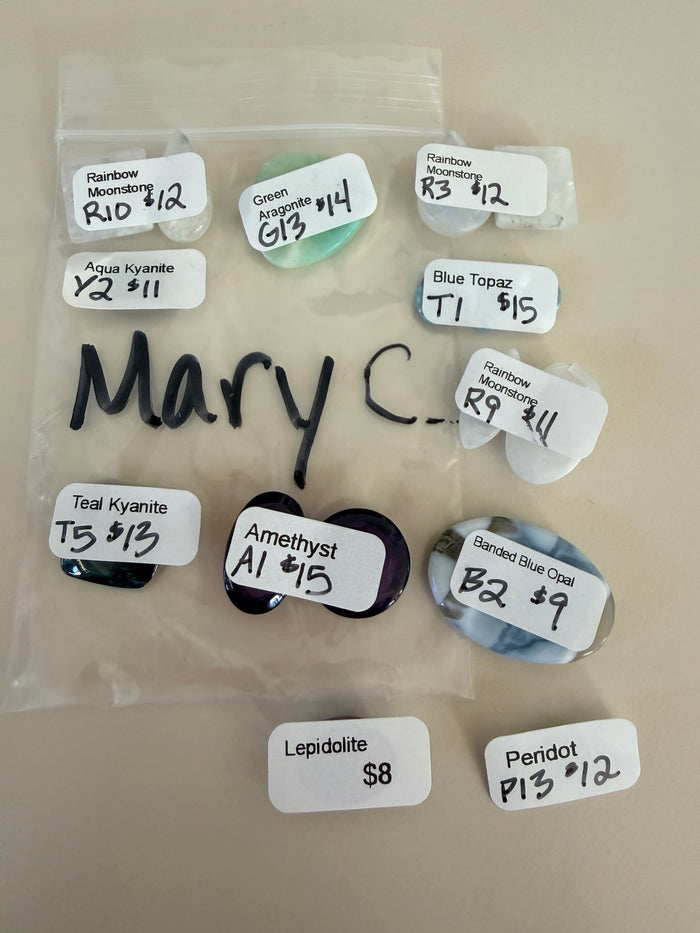 Rainbow
Moonstone
R10 $12
Green
Aragonite $14
G13
Rainbow
Moonstone
R3 $12
Aqua Kyanite
Y2 $11
Blue Topaz
T1 $15
Mary C.
Rainbow
Moonstone
R9 $11
Teal Kyanite
T5 $13
Amethyst
A1 $15
Banded Blue Opal
B2 $9
Lepidolite
$8
Peridot
P13 $12